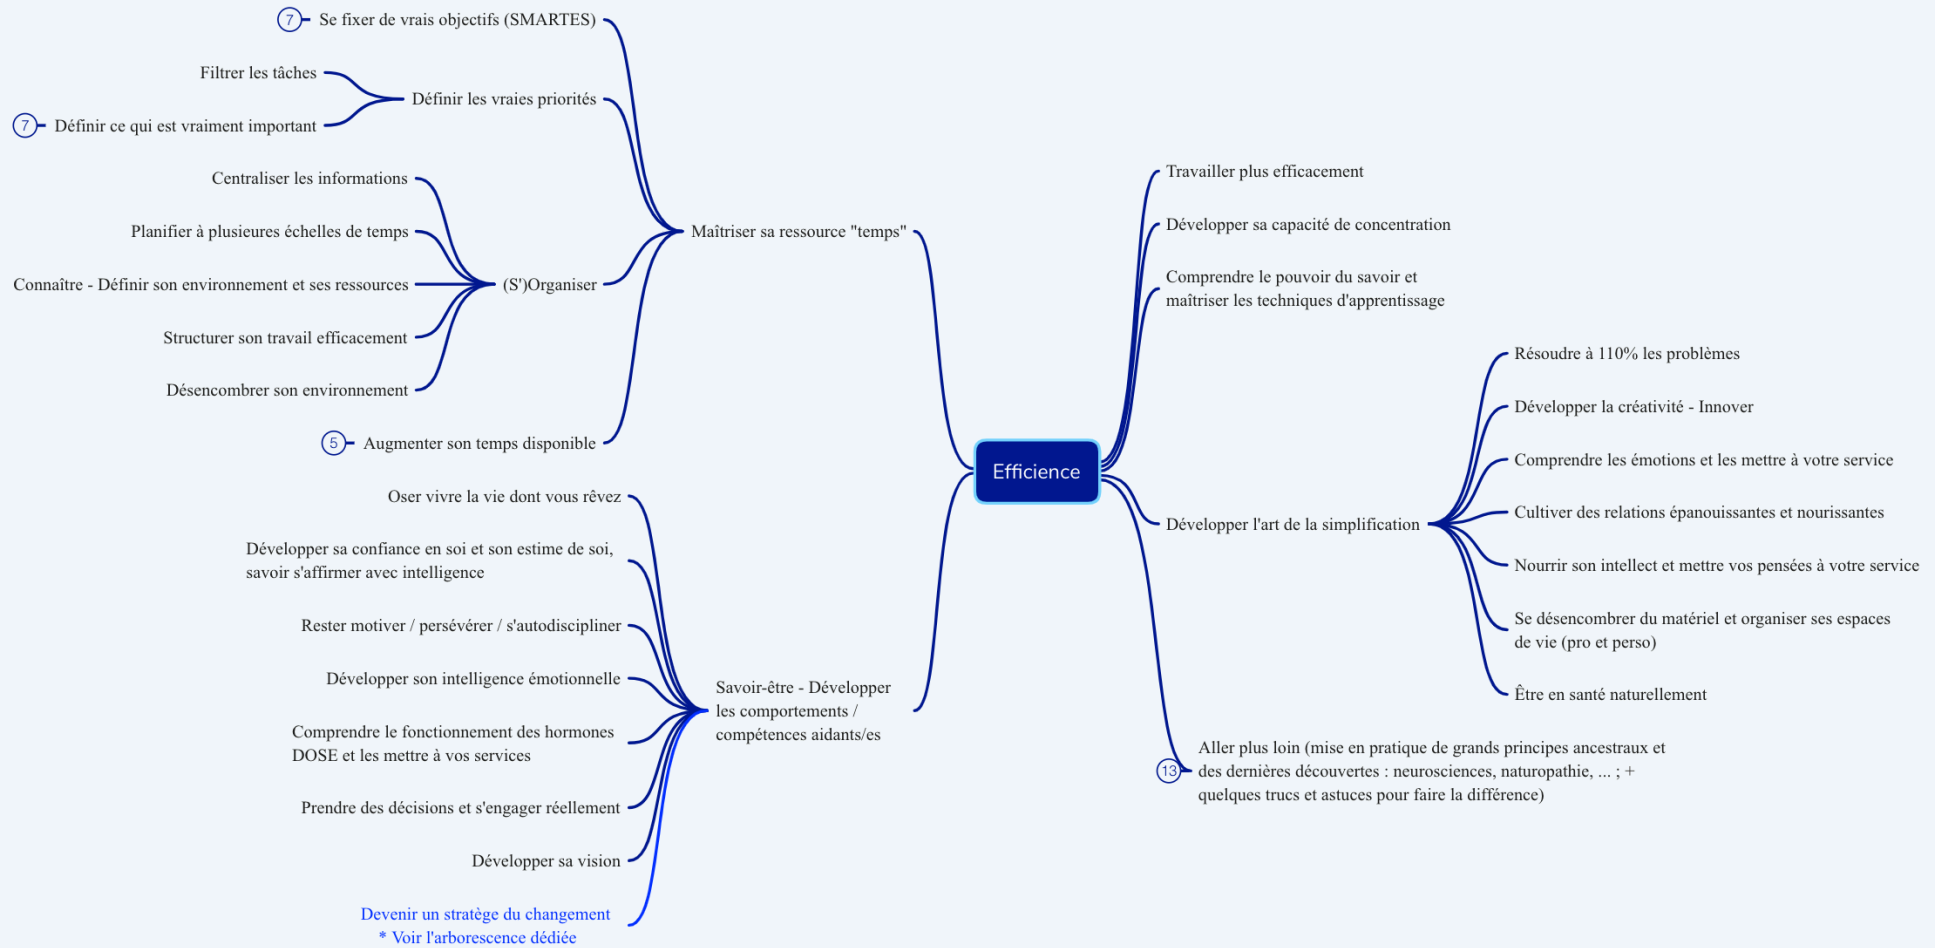 Efficience
Maîtriser sa ressource "temps"
7
Se fixer de vrais objectifs (SMARTES)
Définir les vraies priorités
Filtrer les tâches
7
Définir ce qui est vraiment important
(S')Organiser
Centraliser les informations
Planifier à plusieures échelles de temps
Connaître - Définir son environnement et ses ressources
Structurer son travail efficacement
Désencombrer son environnement
5
Augmenter son temps disponible
Savoir-être - Développer
les comportements /
compétences aidants/es
Oser vivre la vie dont vous rêvez
Développer sa confiance en soi et son estime de soi,
savoir s'affirmer avec intelligence
Rester motiver / persévérer / s'autodiscipliner
Développer son intelligence émotionnelle
Comprendre le fonctionnement des hormones
DOSE et les mettre à vos services
Prendre des décisions et s'engager réellement
Développer sa vision
Devenir un stratège du changement
* Voir l'arborescence dédiée
Travailler plus efficacement
Développer sa capacité de concentration
Comprendre le pouvoir du savoir et
maîtriser les techniques d'apprentissage
Développer l'art de la simplification
Résoudre à 110% les problèmes
Développer la créativité - Innover
Comprendre les émotions et les mettre à votre service
Cultiver des relations épanouissantes et nourissantes
Nourrir son intellect et mettre vos pensées à votre service
Se désencombrer du matériel et organiser ses espaces
de vie (pro et perso)
Être en santé naturellement
13
Aller plus loin (mise en pratique de grands principes ancestraux et
des dernières découvertes : neurosciences, naturopathie, ... ; +
quelques trucs et astuces pour faire la différence)